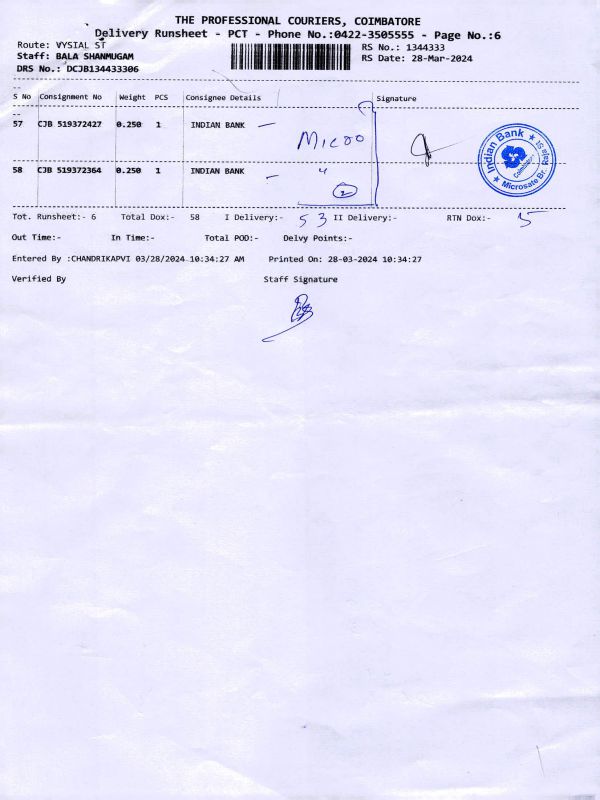 THE PROFESSIONAL COURIERS, COIMBATORE
Delivery Runsheet - PCT - Phone No.:0422-3505555 - Page No.:6
Route: VYSIAL ST
RS No.: 1344333
Staff: BALA SHANMUGAM
RS Date: 28-Mar-2024
DRS No.: DCJB134433306
S No Consignment No Weight PCS Consignee Details Signature
57 CJB 519372427 0.250 1 INDIAN BANK —
Micro
58 CJB 519372364 0.250 1 INDIAN BANK —
"
2
Indian Bank
Coimbatore
★ Microsate Br. ★
Tot. Runsheet:- 6 Total Dox:- 58 I Delivery:- 53 II Delivery:- RTN Dox:- 5
Out Time:- In Time:- Total POD:- Delvy Points:-
Entered By :CHANDRIKAPVI 03/28/2024 10:34:27 AM Printed On: 28-03-2024 10:34:27
Verified By Staff Signature